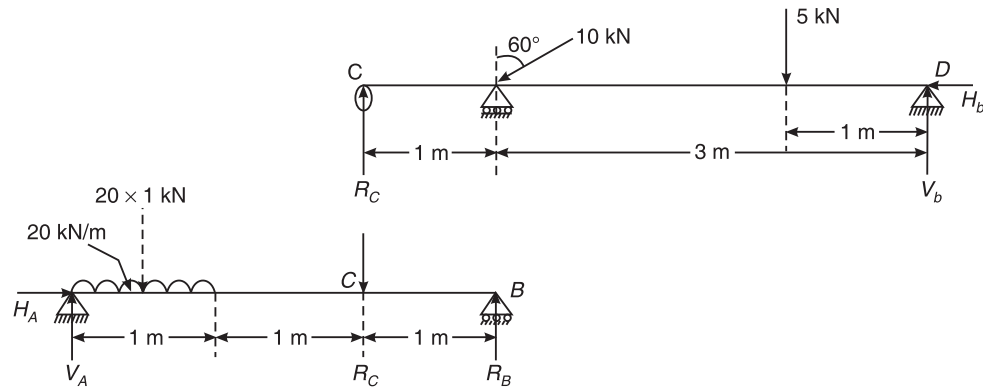 5 kN
60°
10 kN
C
D
H_b
1 m
1 m
3 m
R_C
V_b
20 × 1 kN
20 kN/m
C
B
H_A
1 m
1 m
1 m
V_A
R_C
R_B